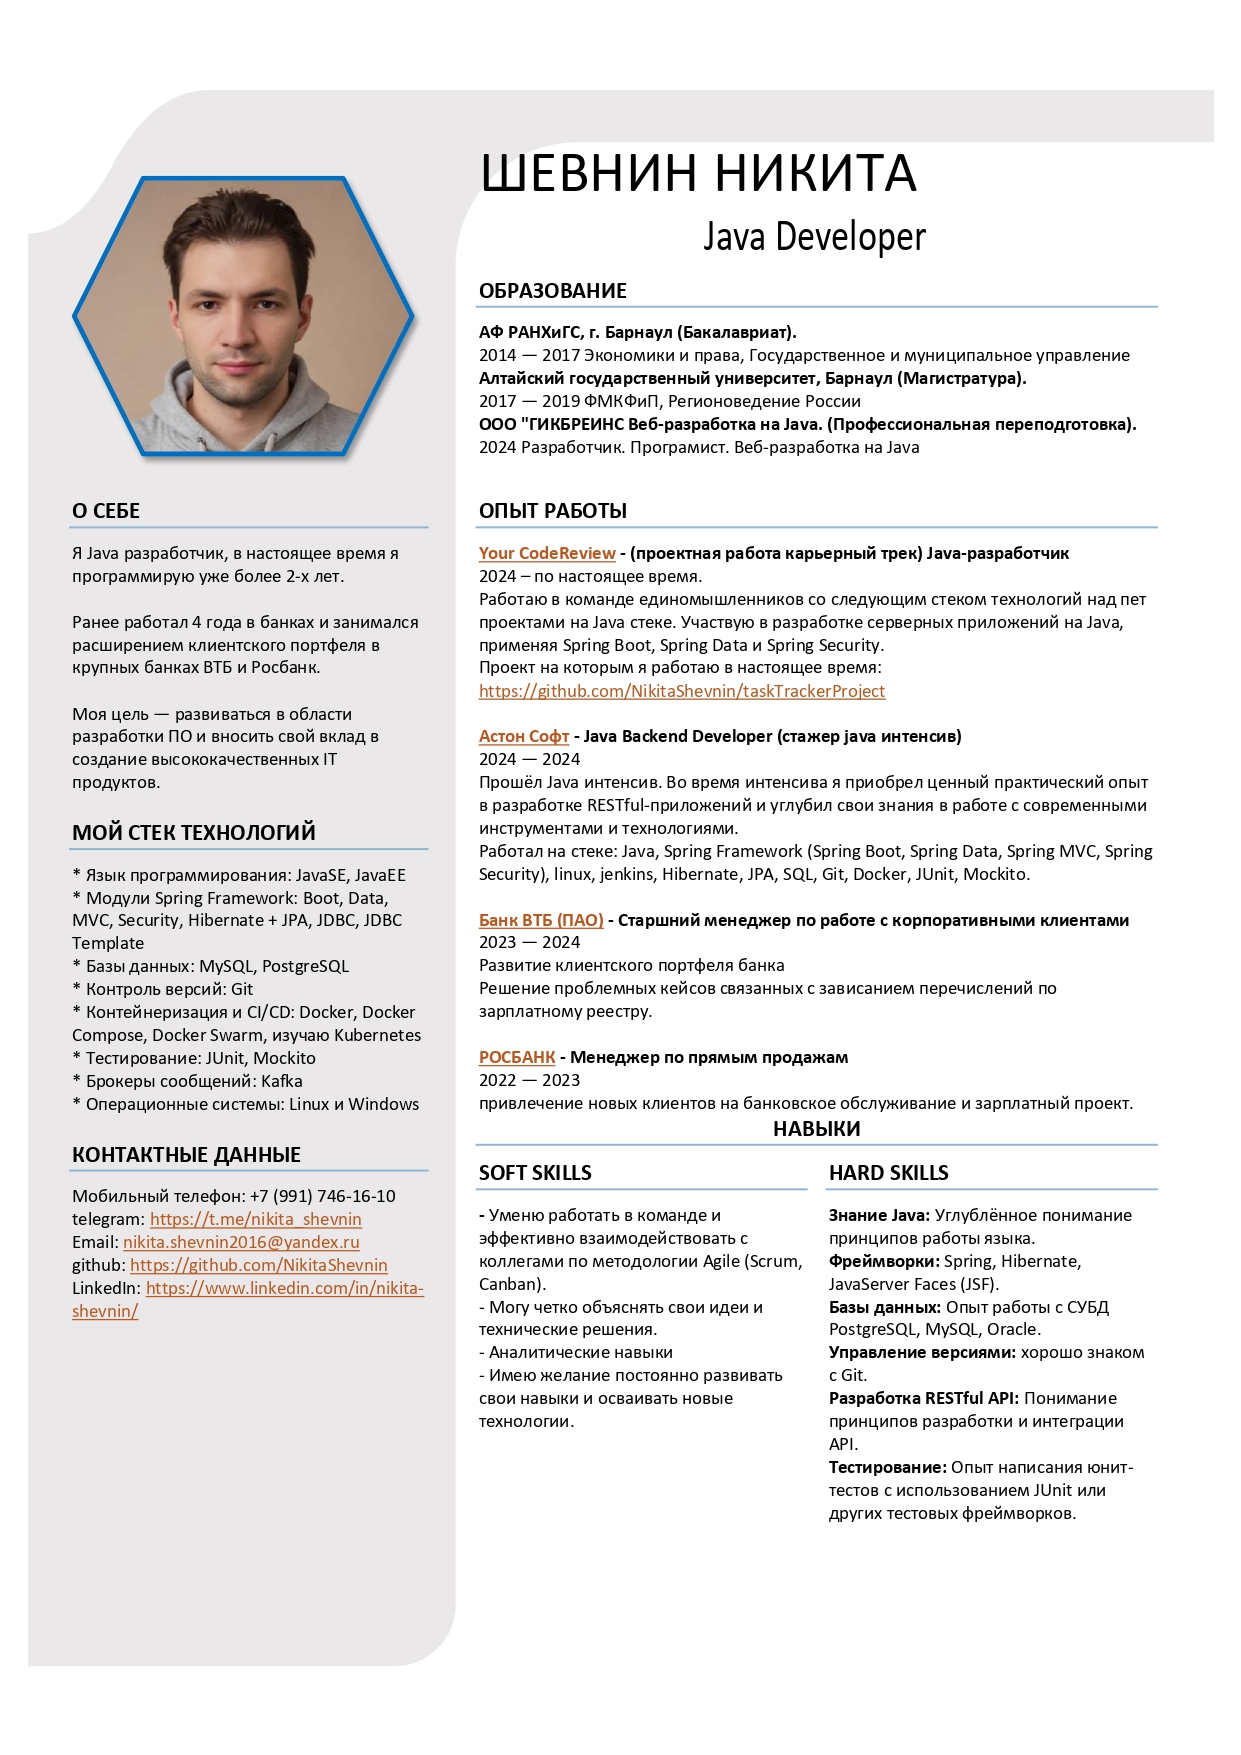 ШЕВНИН НИКИТА
Java Developer
ОБРАЗОВАНИЕ
АФ РАНХиГС, г. Барнаул (Бакалавриат).
2014 — 2017 Экономики и права, Государственное и муниципальное управление
Алтайский государственный университет, Барнаул (Магистратура).
2017 — 2019 ФМКФиП, Регионоведение России
ООО "ГИКБРЕИНС Веб-разработка на Java. (Профессиональная переподготовка).
2024 Разработчик. Програмист. Веб-разработка на Java
О СЕБЕ
Я Java разработчик, в настоящее время я
программирую уже более 2-х лет.
Ранее работал 4 года в банках и занимался
расширением клиентского портфеля в
крупных банках ВТБ и Росбанк.
Моя цель — развиваться в области
разработки ПО и вносить свой вклад в
создание высококачественных IT
продуктов.
МОЙ СТЕК ТЕХНОЛОГИЙ
* Язык программирования: JavaSE, JavaEE
* Модули Spring Framework: Boot, Data,
MVC, Security, Hibernate + JPA, JDBC, JDBC
Template
* Базы данных: MySQL, PostgreSQL
* Контроль версий: Git
* Контейнеризация и CI/CD: Docker, Docker
Compose, Docker Swarm, изучаю Kubernetes
* Тестирование: JUnit, Mockito
* Брокеры сообщений: Kafka
* Операционные системы: Linux и Windows
КОНТАКТНЫЕ ДАННЫЕ
Мобильный телефон: +7 (991) 746-16-10
telegram: https://t.me/nikita_shevnin
Email: nikita.shevnin2016@yandex.ru
github: https://github.com/NikitaShevnin
LinkedIn: https://www.linkedin.com/in/nikita-
shevnin/
ОПЫТ РАБОТЫ
Your CodeReview - (проектная работа карьерный трек) Java-разработчик
2024 – по настоящее время.
Работаю в команде единомышленников со следующим стеком технологий над пет
проектами на Java стеке. Участвую в разработке серверных приложений на Java,
применяя Spring Boot, Spring Data и Spring Security.
Проект на которым я работаю в настоящее время:
https://github.com/NikitaShevnin/taskTrackerProject
Астон Софт - Java Backend Developer (стажер java интенсив)
2024 — 2024
Прошёл Java интенсив. Во время интенсива я приобрел ценный практический опыт
в разработке RESTful-приложений и углубил свои знания в работе с современными
инструментами и технологиями.
Работал на стеке: Java, Spring Framework (Spring Boot, Spring Data, Spring MVC, Spring
Security), linux, jenkins, Hibernate, JPA, SQL, Git, Docker, JUnit, Mockito.
Банк ВТБ (ПАО) - Старшний менеджер по работе с корпоративными клиентами
2023 — 2024
Развитие клиентского портфеля банка
Решение проблемных кейсов связанных с зависанием перечислений по
зарплатному реестру.
РОСБАНК - Менеджер по прямым продажам
2022 — 2023
привлечение новых клиентов на банковское обслуживание и зарплатный проект.
НАВЫКИ
SOFT SKILLS
- Уменю работать в команде и
эффективно взаимодействовать с
коллегами по методологии Agile (Scrum,
Canban).
- Могу четко объяснять свои идеи и
технические решения.
- Аналитические навыки
- Имею желание постоянно развивать
свои навыки и осваивать новые
технологии.
HARD SKILLS
Знание Java: Углублённое понимание
принципов работы языка.
Фреймворки: Spring, Hibernate,
JavaServer Faces (JSF).
Базы данных: Опыт работы с СУБД
PostgreSQL, MySQL, Oracle.
Управление версиями: хорошо знаком
с Git.
Разработка RESTful API: Понимание
принципов разработки и интеграции
API.
Тестирование: Опыт написания юнит-
тестов с использованием JUnit или
других тестовых фреймворков.